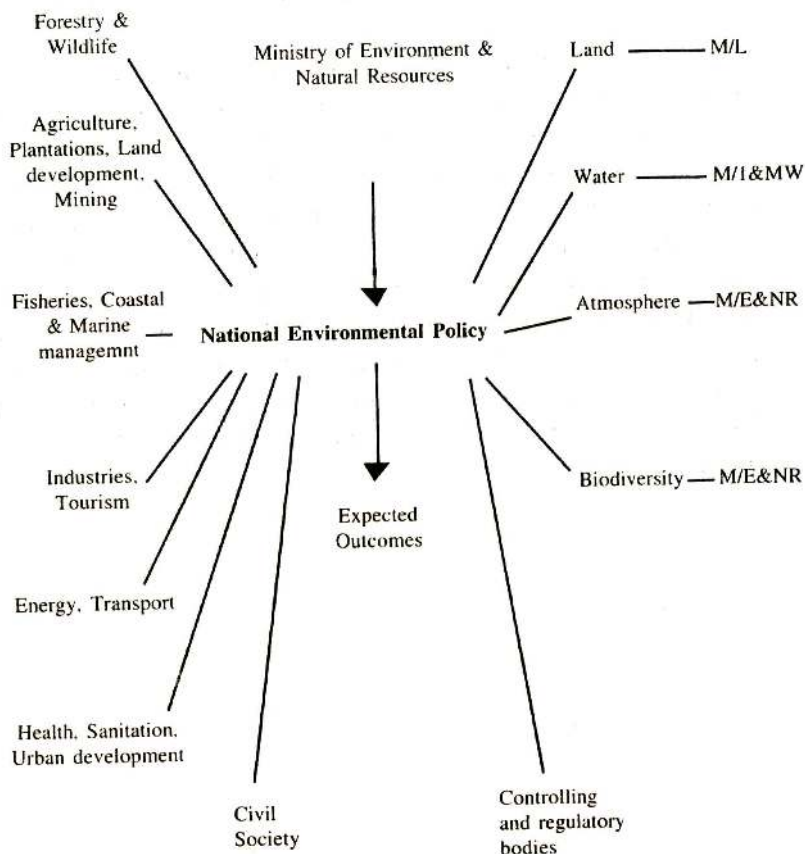 Forestry &
Wildlife
Ministry of Environment &
Natural Resources
Land
M/L
Agriculture,
Plantations, Land
development,
Mining
Water
M/I&MW
Fisheries, Coastal
& Marine
managemnt
National Environmental Policy
Atmosphere
M/E&NR
Industries,
Tourism
Expected
Outcomes
Biodiversity
M/E&NR
Energy, Transport
Health, Sanitation,
Urban development
Civil
Society
Controlling
and regulatory
bodies